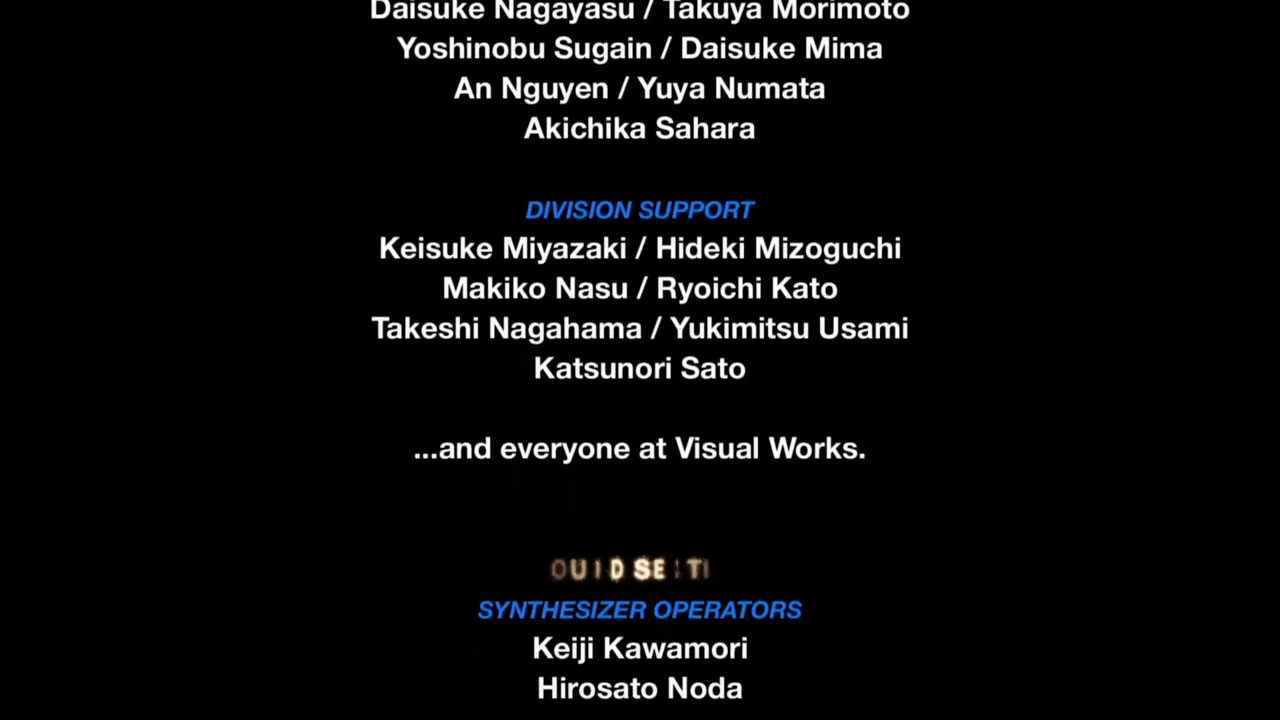 Daisuke Nagayasu / Takuya Morimoto
Yoshinobu Sugain / Daisuke Mima
An Nguyen / Yuya Numata
Akichika Sahara
DIVISION SUPPORT
Keisuke Miyazaki / Hideki Mizoguchi
Makiko Nasu / Ryoichi Kato
Takeshi Nagahama / Yukimitsu Usami
Katsunori Sato
...and everyone at Visual Works.
SYNTHESIZER OPERATORS
Keiji Kawamori
Hirosato Noda